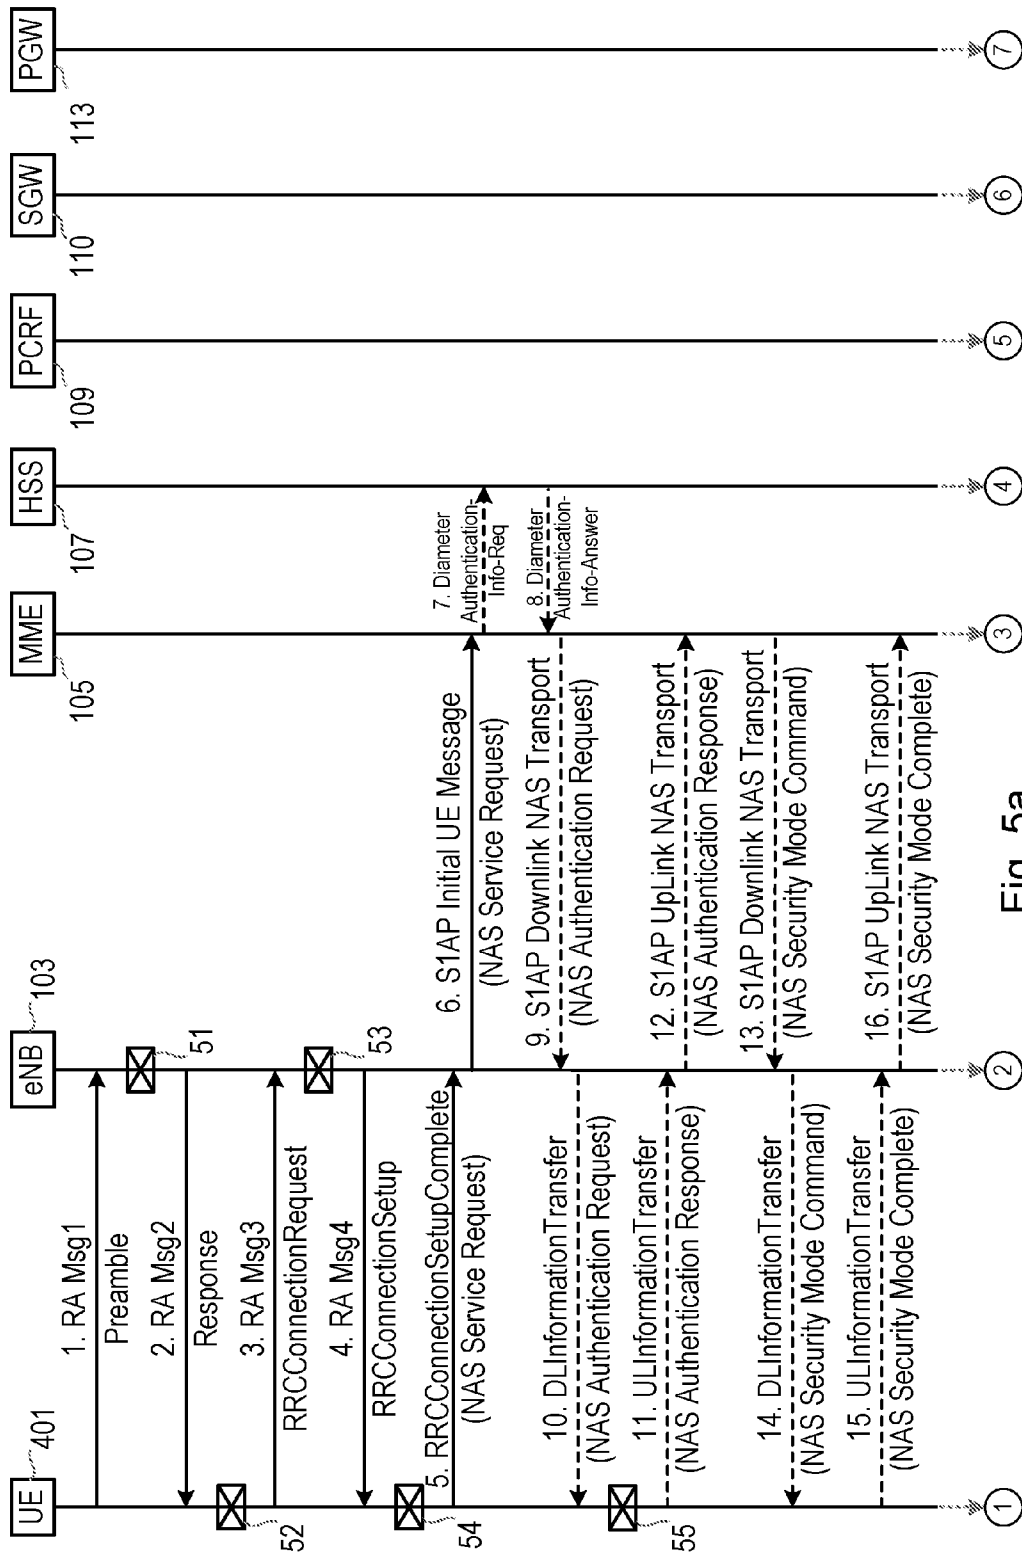 UE
401
eNB
103
MME
105
HSS
107
PCRF
109
SGW
110
PGW
113
1. RA Msg1
Preamble
51
2. RA Msg2
Response
52
3. RA Msg3
RRCConnectionRequest
53
4. RA Msg4
RRCConnectionSetup
54
5. RRCConnectionSetupComplete
(NAS Service Request)
6. S1AP Initial UE Message
(NAS Service Request)
7. Diameter
Authentication-
Info-Req
8. Diameter
Authentication-
Info-Answer
9. S1AP Downlink NAS Transport
(NAS Authentication Request)
10. DLInformationTransfer
(NAS Authentication Request)
55
11. ULInformationTransfer
(NAS Authentication Response)
12. S1AP UpLink NAS Transport
(NAS Authentication Response)
13. S1AP Downlink NAS Transport
(NAS Security Mode Command)
14. DLInformationTransfer
(NAS Security Mode Command)
15. ULInformationTransfer
(NAS Security Mode Complete)
16. S1AP UpLink NAS Transport
(NAS Security Mode Complete)
1
2
3
4
5
6
7
Fig. 5a